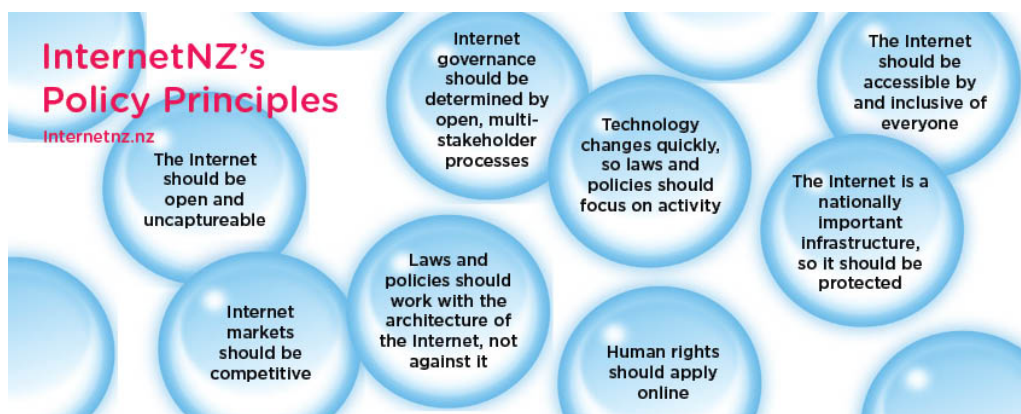 InternetNZ's
Policy Principles
Internetnz.nz
The Internet
should be
open and
uncaptureable
Internet
governance
should be
determined by
open, multi-
stakeholder
processes
Technology
changes quickly,
so laws and
policies should
focus on activity
The Internet
should be
accessible by
and inclusive of
everyone
The Internet is a
nationally
important
infrastructure,
so it should be
protected
Internet
markets
should be
competitive
Laws and
policies should
work with the
architecture of
the Internet, not
against it
Human rights
should apply
online